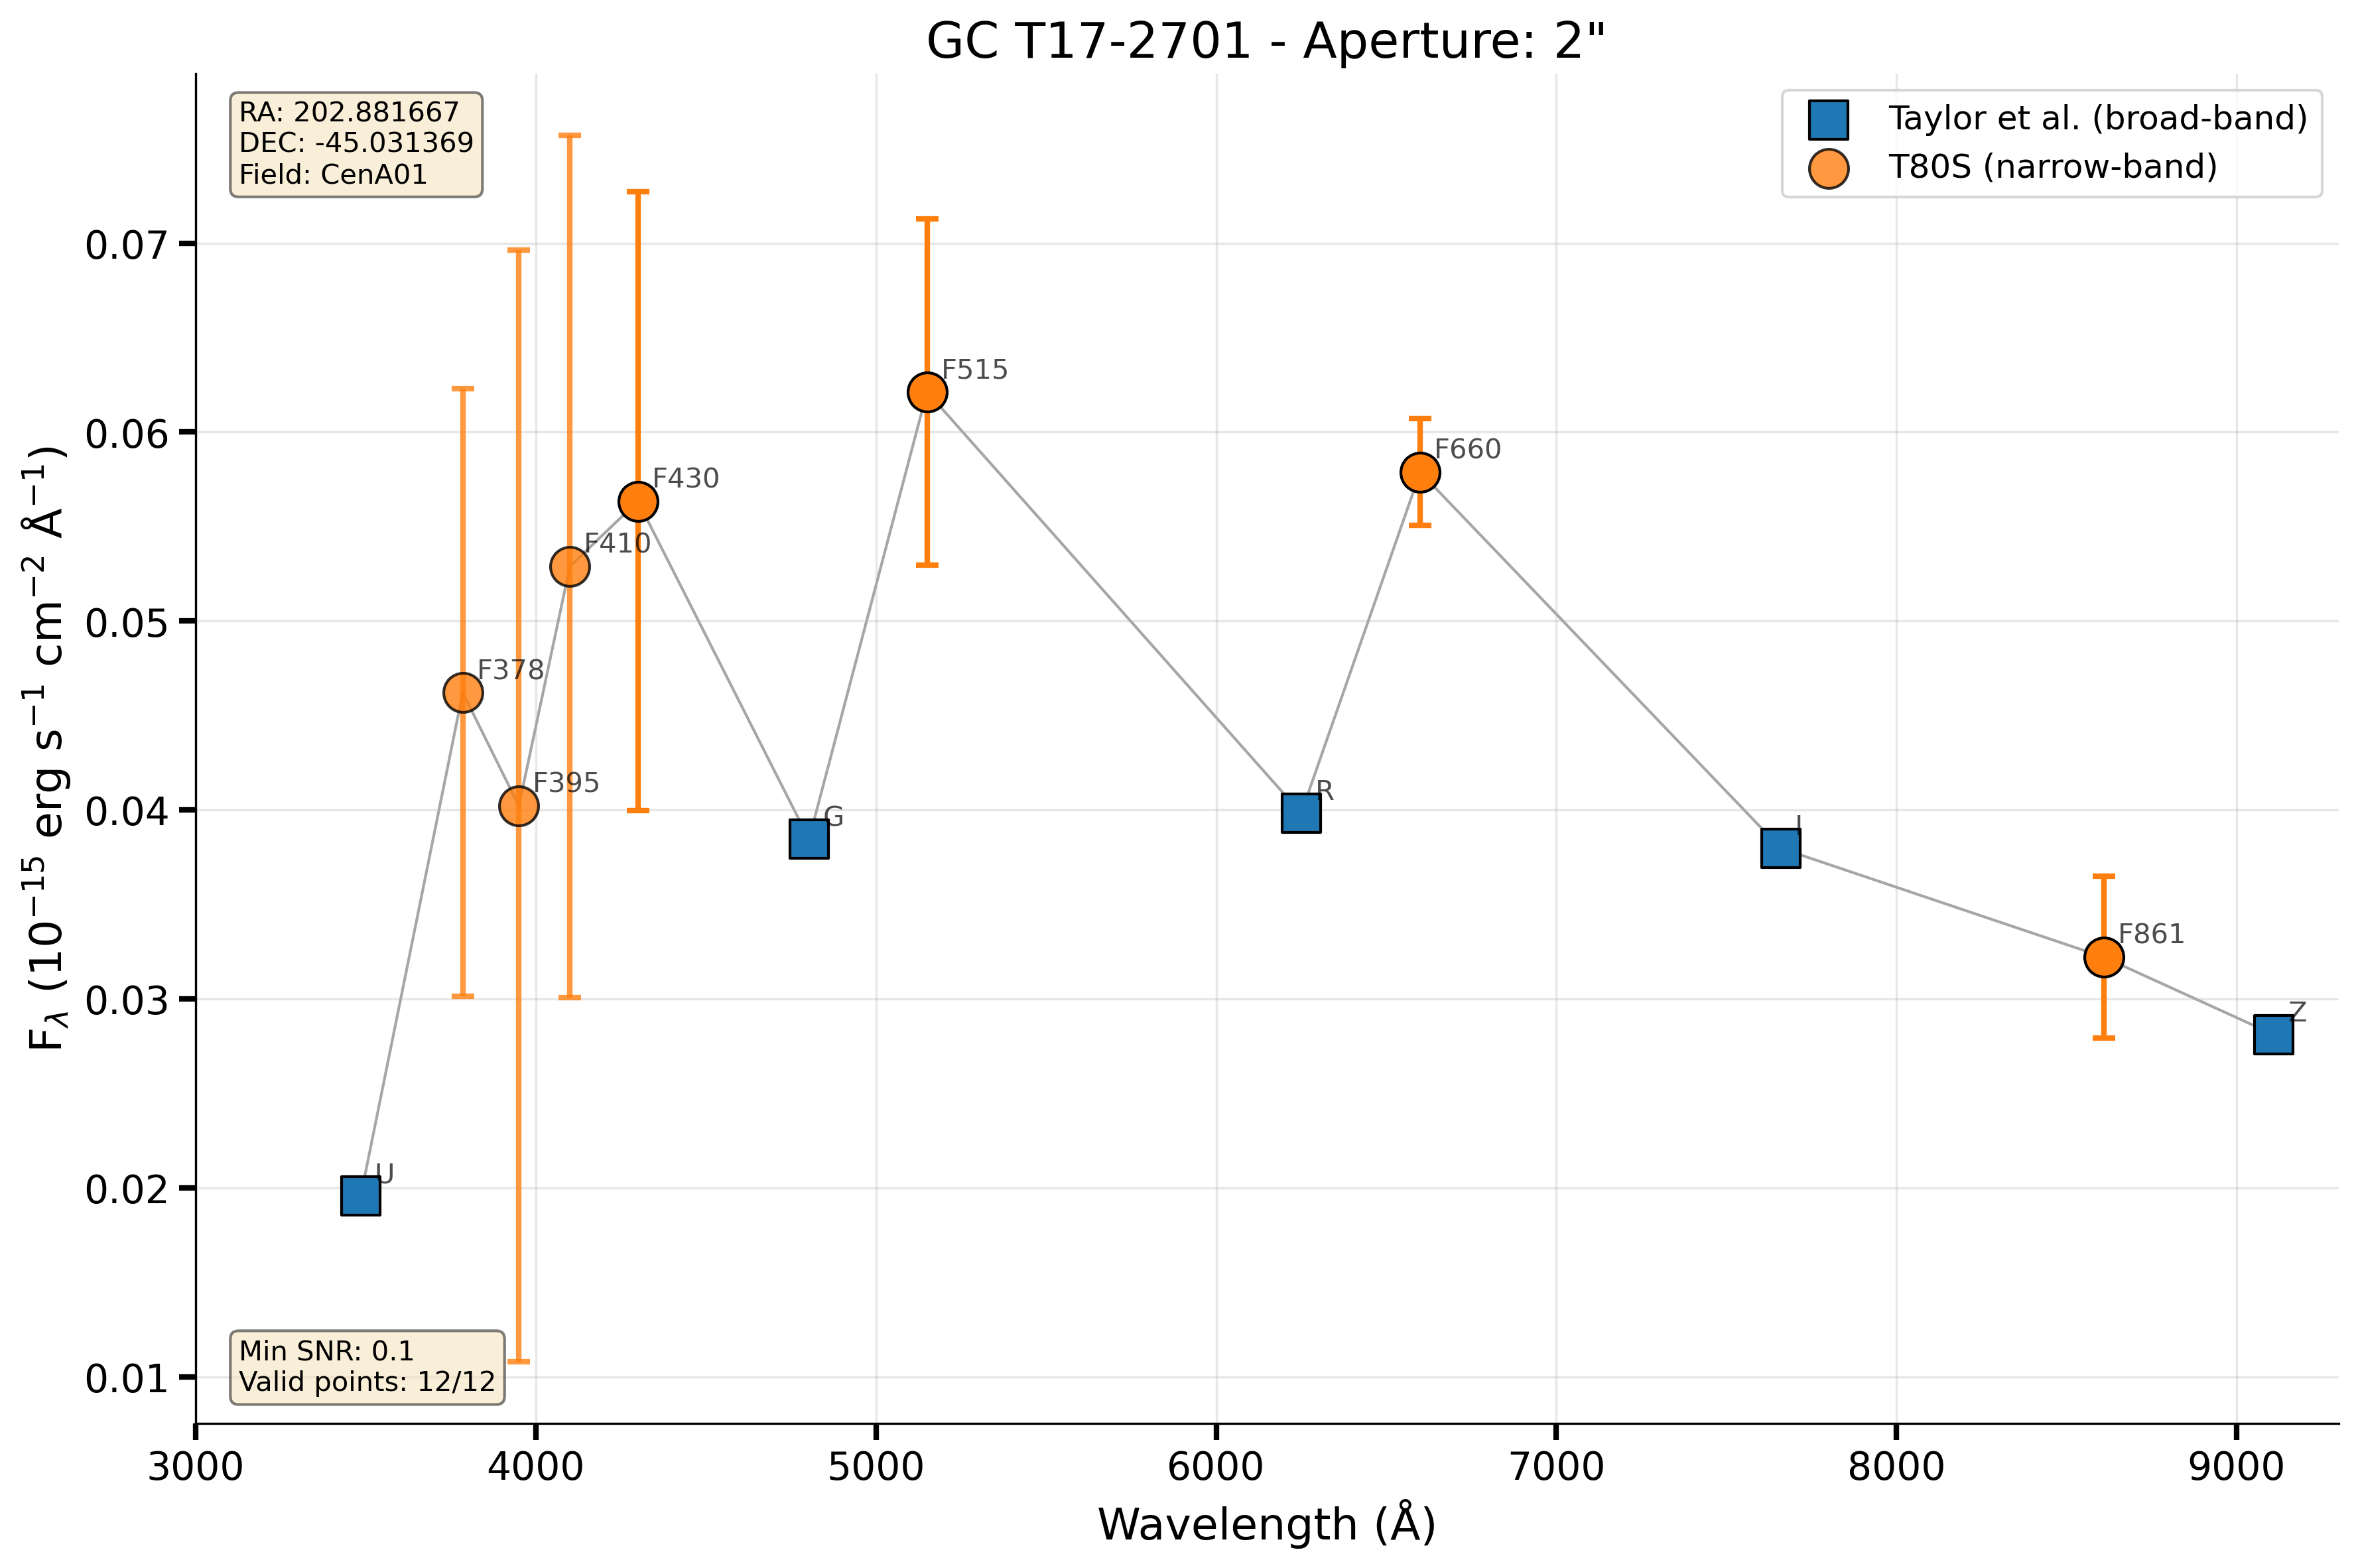 GC T17-2701 - Aperture: 2"
RA: 202.881667
DEC: -45.031369
Field: CenA01
Taylor et al. (broad-band)
T80S (narrow-band)
F_λ (10⁻¹⁵ erg s⁻¹ cm⁻² Å⁻¹)
0.07
0.06
0.05
0.04
0.03
0.02
0.01
U
F378
F395
F410
F430
G
F515
R
F660
I
F861
Z
Min SNR: 0.1
Valid points: 12/12
3000 4000 5000 6000 7000 8000 9000
Wavelength (Å)